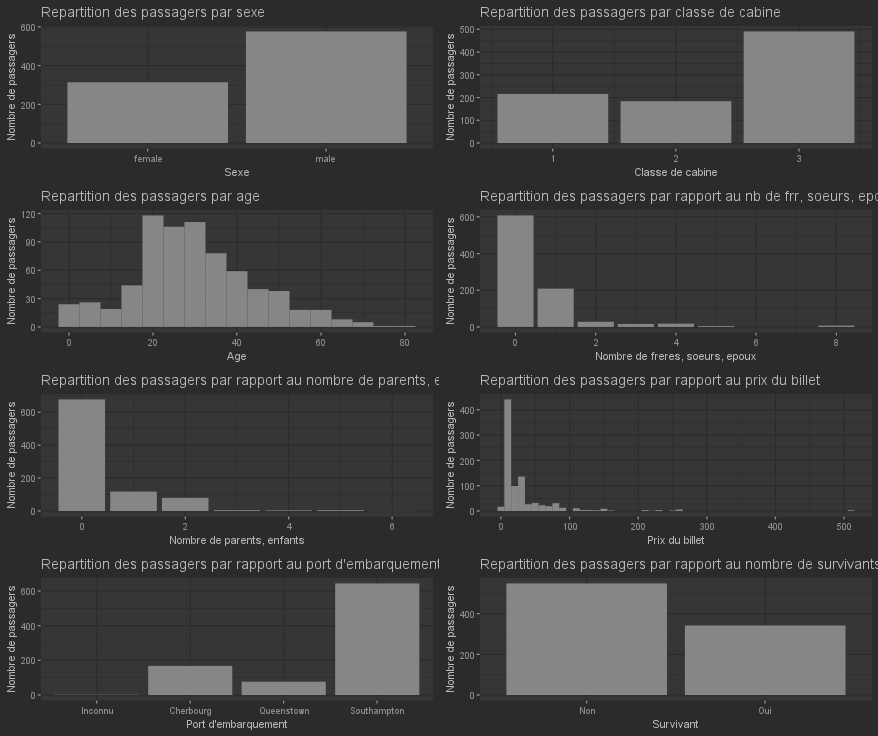 Repartition des passagers par sexe
Nombre de passagers
600
400
200
0
female
male
Sexe
Repartition des passagers par classe de cabine
Nombre de passagers
500
400
300
200
100
0
1
2
3
Classe de cabine
Repartition des passagers par age
Nombre de passagers
120
90
60
30
0
0
20
40
60
80
Age
Repartition des passagers par rapport au nb de frr, soeurs, epo
Nombre de passagers
600
400
200
0
0
2
4
6
8
Nombre de freres, soeurs, epoux
Repartition des passagers par rapport au nombre de parents, e
Nombre de passagers
600
400
200
0
0
2
4
6
Nombre de parents, enfants
Repartition des passagers par rapport au prix du billet
Nombre de passagers
400
300
200
100
0
0
100
200
300
400
500
Prix du billet
Repartition des passagers par rapport au port d'embarquement
Nombre de passagers
600
400
200
0
Inconnu
Cherbourg
Queenstown
Southampton
Port d'embarquement
Repartition des passagers par rapport au nombre de survivants
Nombre de passagers
400
200
0
Non
Oui
Survivant